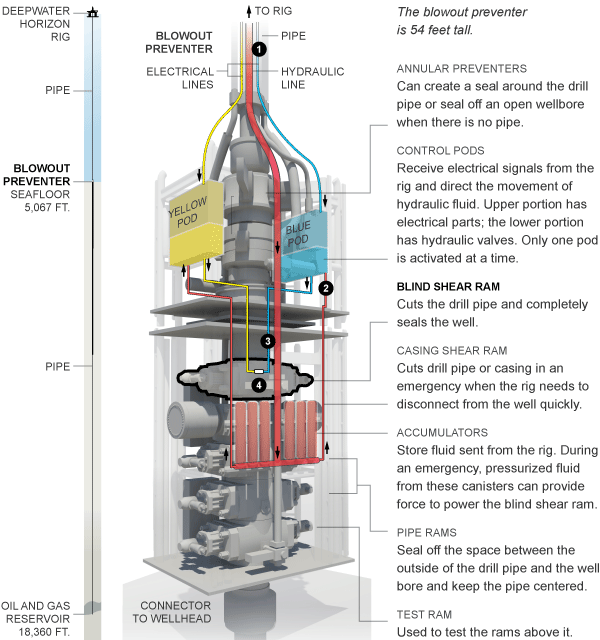 DEEPWATER
HORIZON
RIG
PIPE
BLOWOUT
PREVENTER
SEAFLOOR
5,067 FT.
PIPE
OIL AND GAS
RESERVOIR
18,360 FT.
TO RIG
BLOWOUT
PREVENTER
1
PIPE
ELECTRICAL
LINES
HYDRAULIC
LINE
YELLOW
POD
BLUE
POD
2
3
4
CONNECTOR
TO WELLHEAD
The blowout preventer
is 54 feet tall.
ANNULAR PREVENTERS
Can create a seal around the drill
pipe or seal off an open wellbore
when there is no pipe.
CONTROL PODS
Receive electrical signals from the
rig and direct the movement of
hydraulic fluid. Upper portion has
electrical parts; the lower portion
has hydraulic valves. Only one pod
is activated at a time.
BLIND SHEAR RAM
Cuts the drill pipe and completely
seals the well.
CASING SHEAR RAM
Cuts drill pipe or casing in an
emergency when the rig needs to
disconnect from the well quickly.
ACCUMULATORS
Store fluid sent from the rig. During
an emergency, pressurized fluid
from these canisters can provide
force to power the blind shear ram.
PIPE RAMS
Seal off the space between the
outside of the drill pipe and the well
bore and keep the pipe centered.
TEST RAM
Used to test the rams above it.